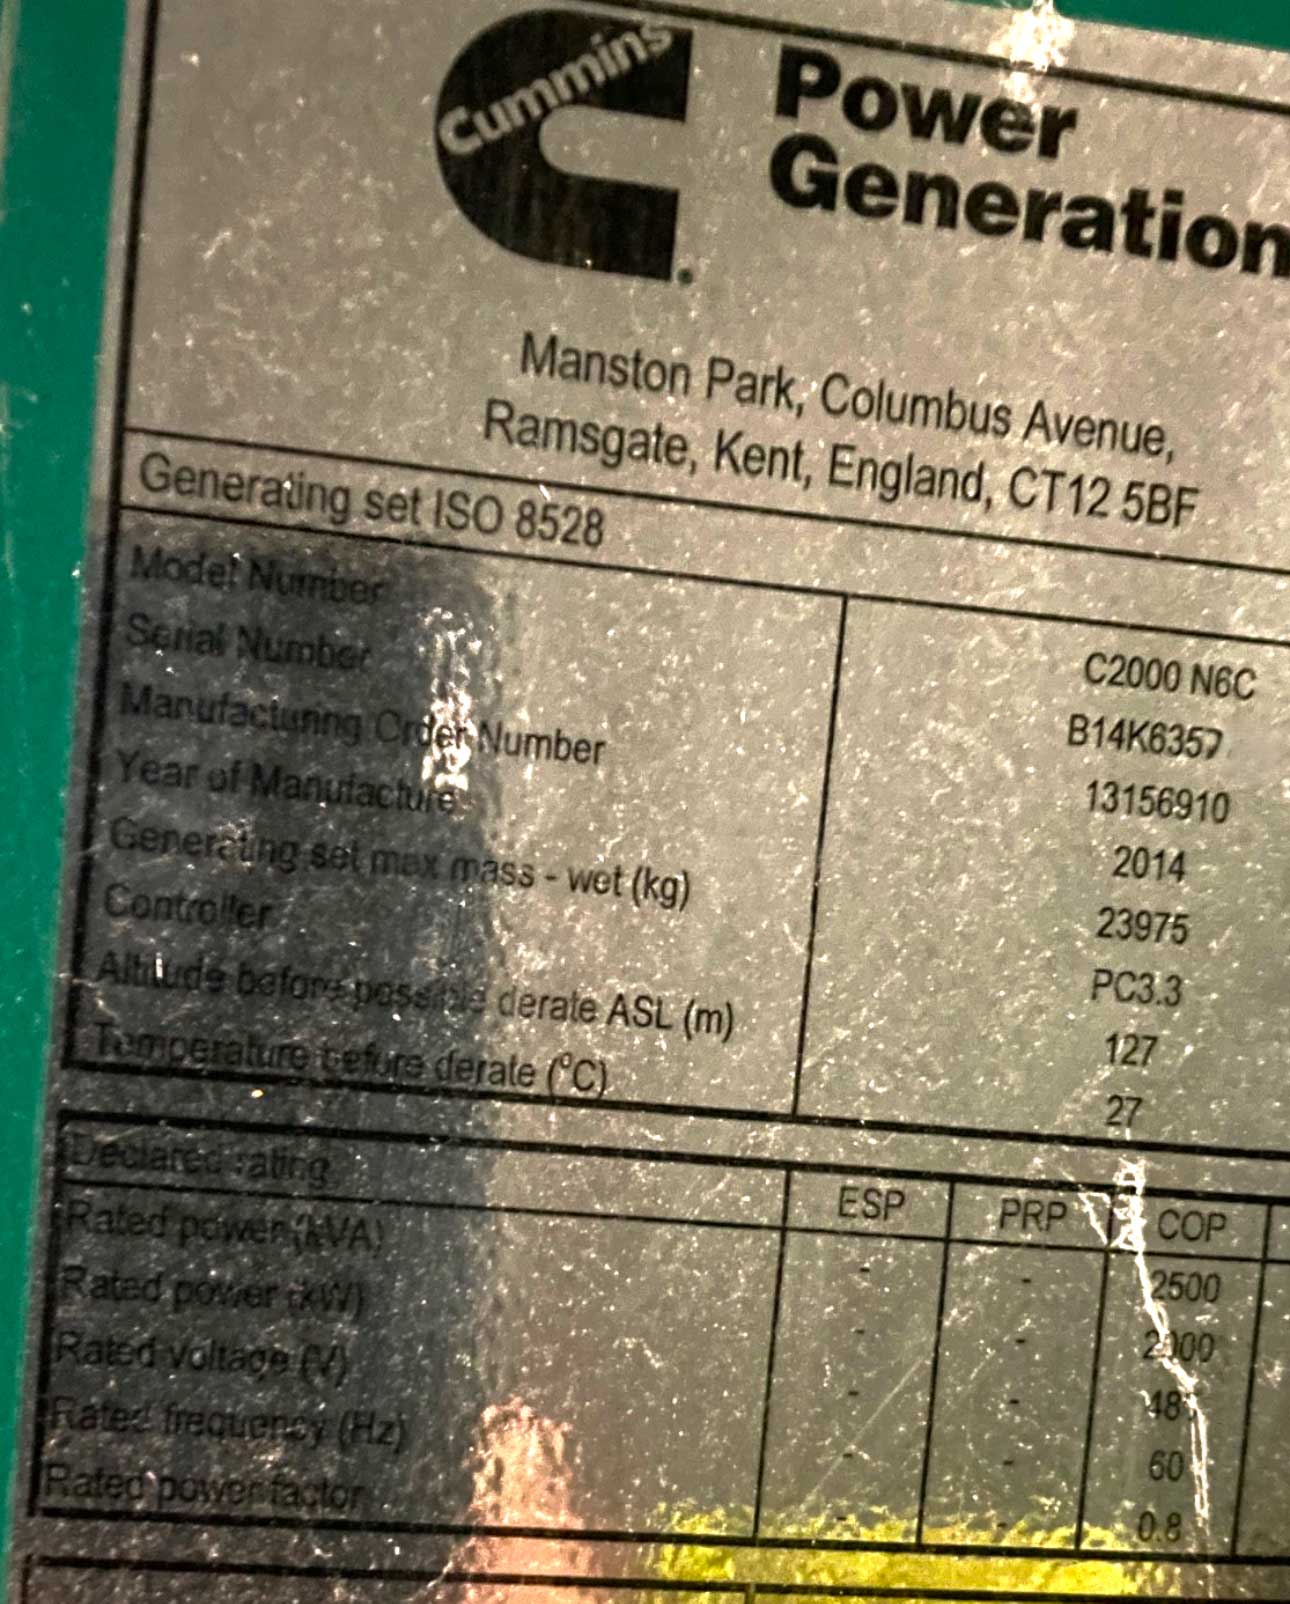 Cummins
Power
Generation
Manston Park, Columbus Avenue,
Ramsgate, Kent, England, CT12 5BF
Generating set ISO 8528
Model Number C2000 N6C
Serial Number B14K6357
Manufacturing Order Number 13156910
Year of Manufacture 2014
Generating set max mass - wet (kg) 23975
Controller PC3.3
Altitude before possible derate ASL (m) 127
Temperature before derate (°C) 27
Declared rating ESP PRP COP
Rated power (kVA) - - 2500
Rated power (kW) - - 2000
Rated voltage (V) - -
Rated frequency (Hz) - - 60
Rated power factor - - 0.8